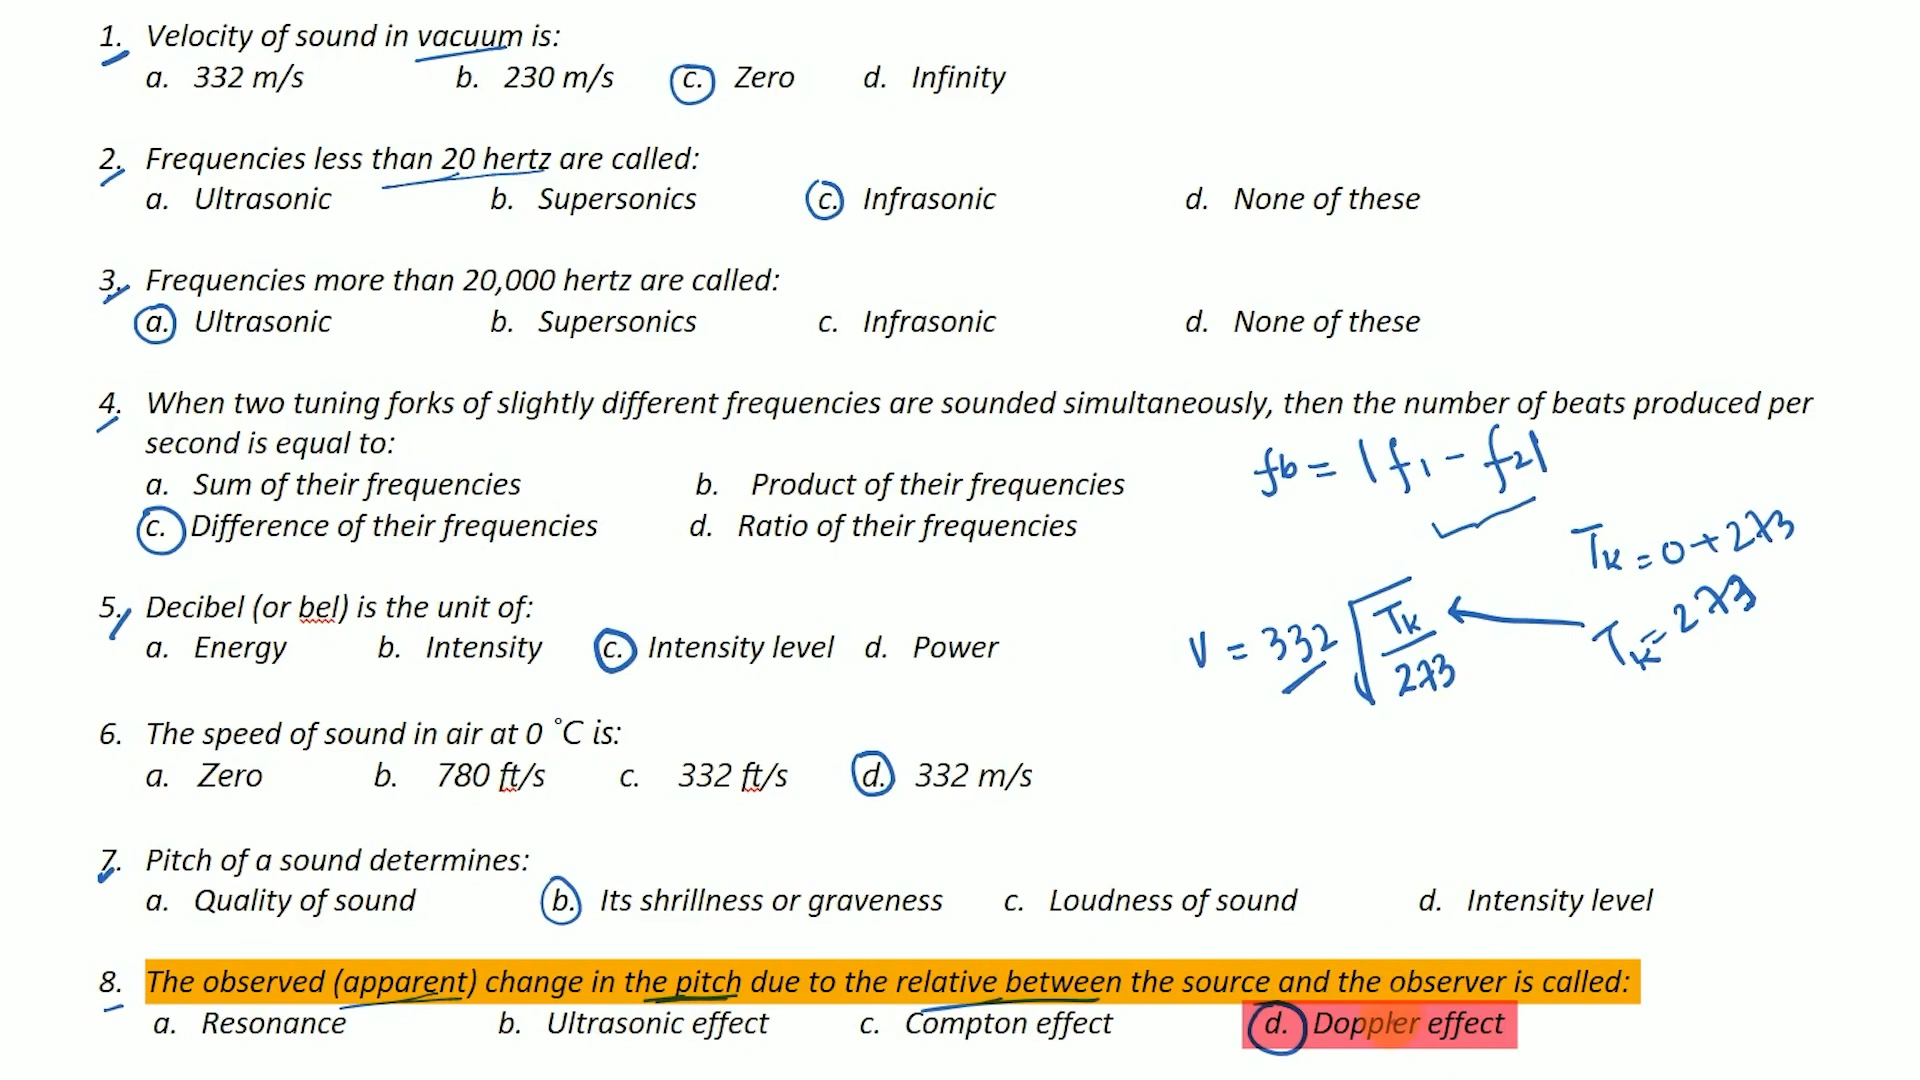 1. Velocity of sound in vacuum is:
a. 332 m/s b. 230 m/s c. Zero d. Infinity
2. Frequencies less than 20 hertz are called:
a. Ultrasonic b. Supersonics c. Infrasonic d. None of these
3. Frequencies more than 20,000 hertz are called:
a. Ultrasonic b. Supersonics c. Infrasonic d. None of these
4. When two tuning forks of slightly different frequencies are sounded simultaneously, then the number of beats produced per
second is equal to:
fb = |f1 - f2|
a. Sum of their frequencies b. Product of their frequencies
c. Difference of their frequencies d. Ratio of their frequencies
TK = 0 + 273
5. Decibel (or bel) is the unit of:
a. Energy b. Intensity c. Intensity level d. Power
V = 332 √(TK/273)
TK = 273
6. The speed of sound in air at 0 °C is:
a. Zero b. 780 ft/s c. 332 ft/s d. 332 m/s
7. Pitch of a sound determines:
a. Quality of sound b. Its shrillness or graveness c. Loudness of sound d. Intensity level
8. The observed (apparent) change in the pitch due to the relative between the source and the observer is called:
a. Resonance b. Ultrasonic effect c. Compton effect d. Doppler effect